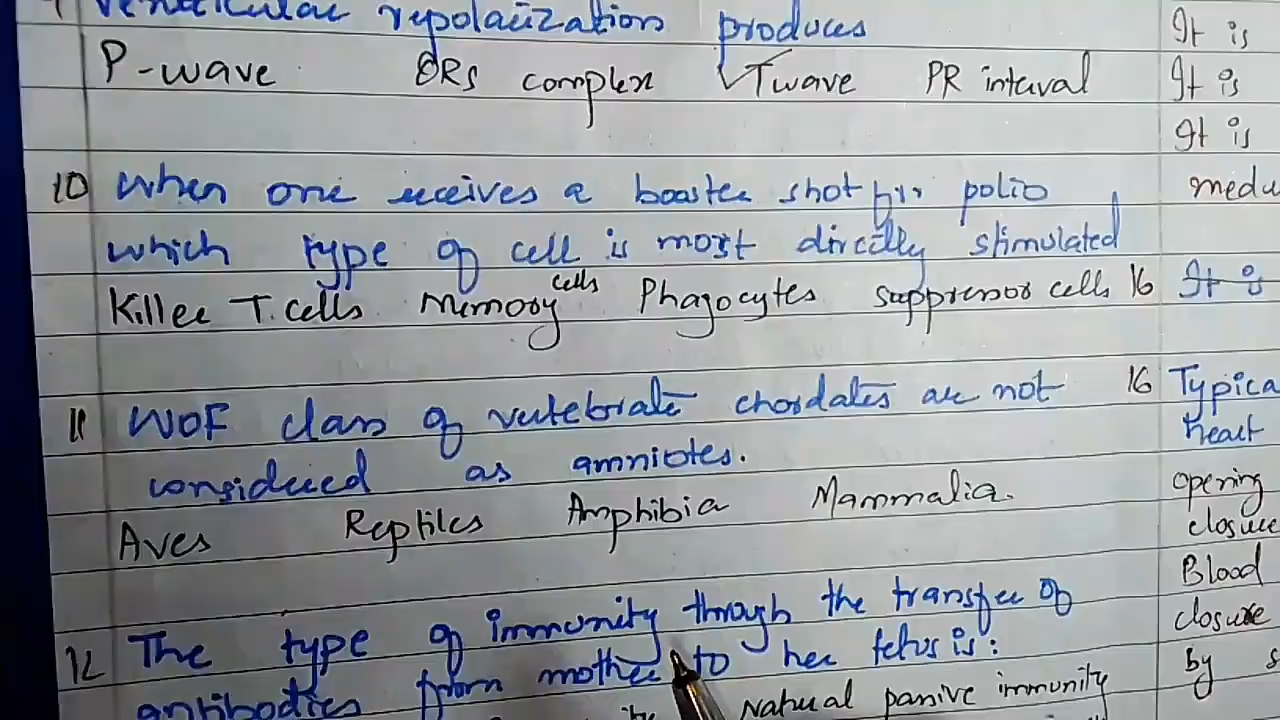 Ventricular repolarization produces
P-wave QRS complex ✓Twave PR interval
10 When one receives a booster shot for polio
which type of cell is most directly stimulated
Killer T.cells Memory cells Phagocytes suppressor cells
11 WOF class of vertebrate chordates are not
considered as amniotes.
Aves Reptiles Amphibia Mammalia.
12 The type of immunity through the transfer of
antibodies from mother to her fetus is:
Natural passive immunity
It is
It is
It is
16 It is
16 Typica
heart
opening
closure
Blood
closure
by s